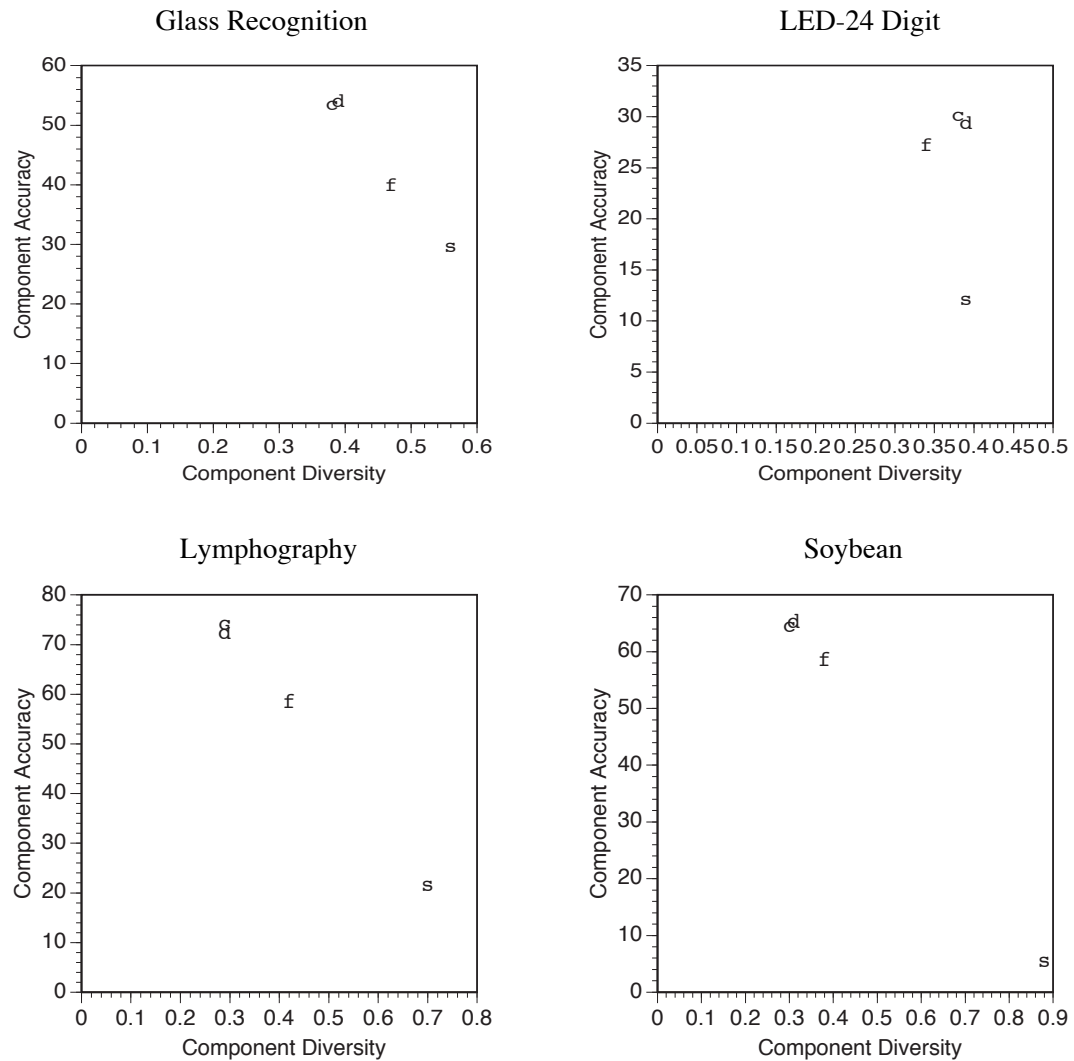 Glass Recognition
60
50
40
30
20
10
0
Component Accuracy
c d
f
s
0 0.1 0.2 0.3 0.4 0.5 0.6
Component Diversity
LED-24 Digit
35
30
25
20
15
10
5
0
Component Accuracy
c
d
f
s
0 0.05 0.1 0.15 0.2 0.25 0.3 0.35 0.4 0.45 0.5
Component Diversity
Lymphography
80
70
60
50
40
30
20
10
0
Component Accuracy
c
d
f
s
0 0.1 0.2 0.3 0.4 0.5 0.6 0.7 0.8
Component Diversity
Soybean
70
60
50
40
30
20
10
0
Component Accuracy
c d
f
s
0 0.1 0.2 0.3 0.4 0.5 0.6 0.7 0.8 0.9
Component Diversity